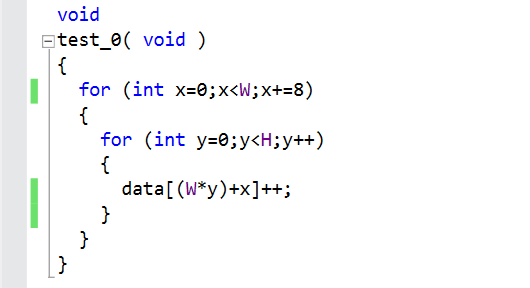 void
test_0( void )
{
  for (int x=0;x<W;x+=8)
  {
    for (int y=0;y<H;y++)
    {
      data[(W*y)+x]++;
    }
  }
}